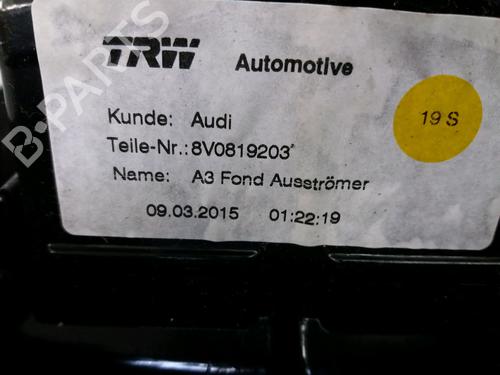 TRW Automotive
19 S
Kunde: Audi
Teile-Nr.: 8V0819203
Name: A3 Fond Ausströmer
09.03.2015 01:22:19
B-PARTS